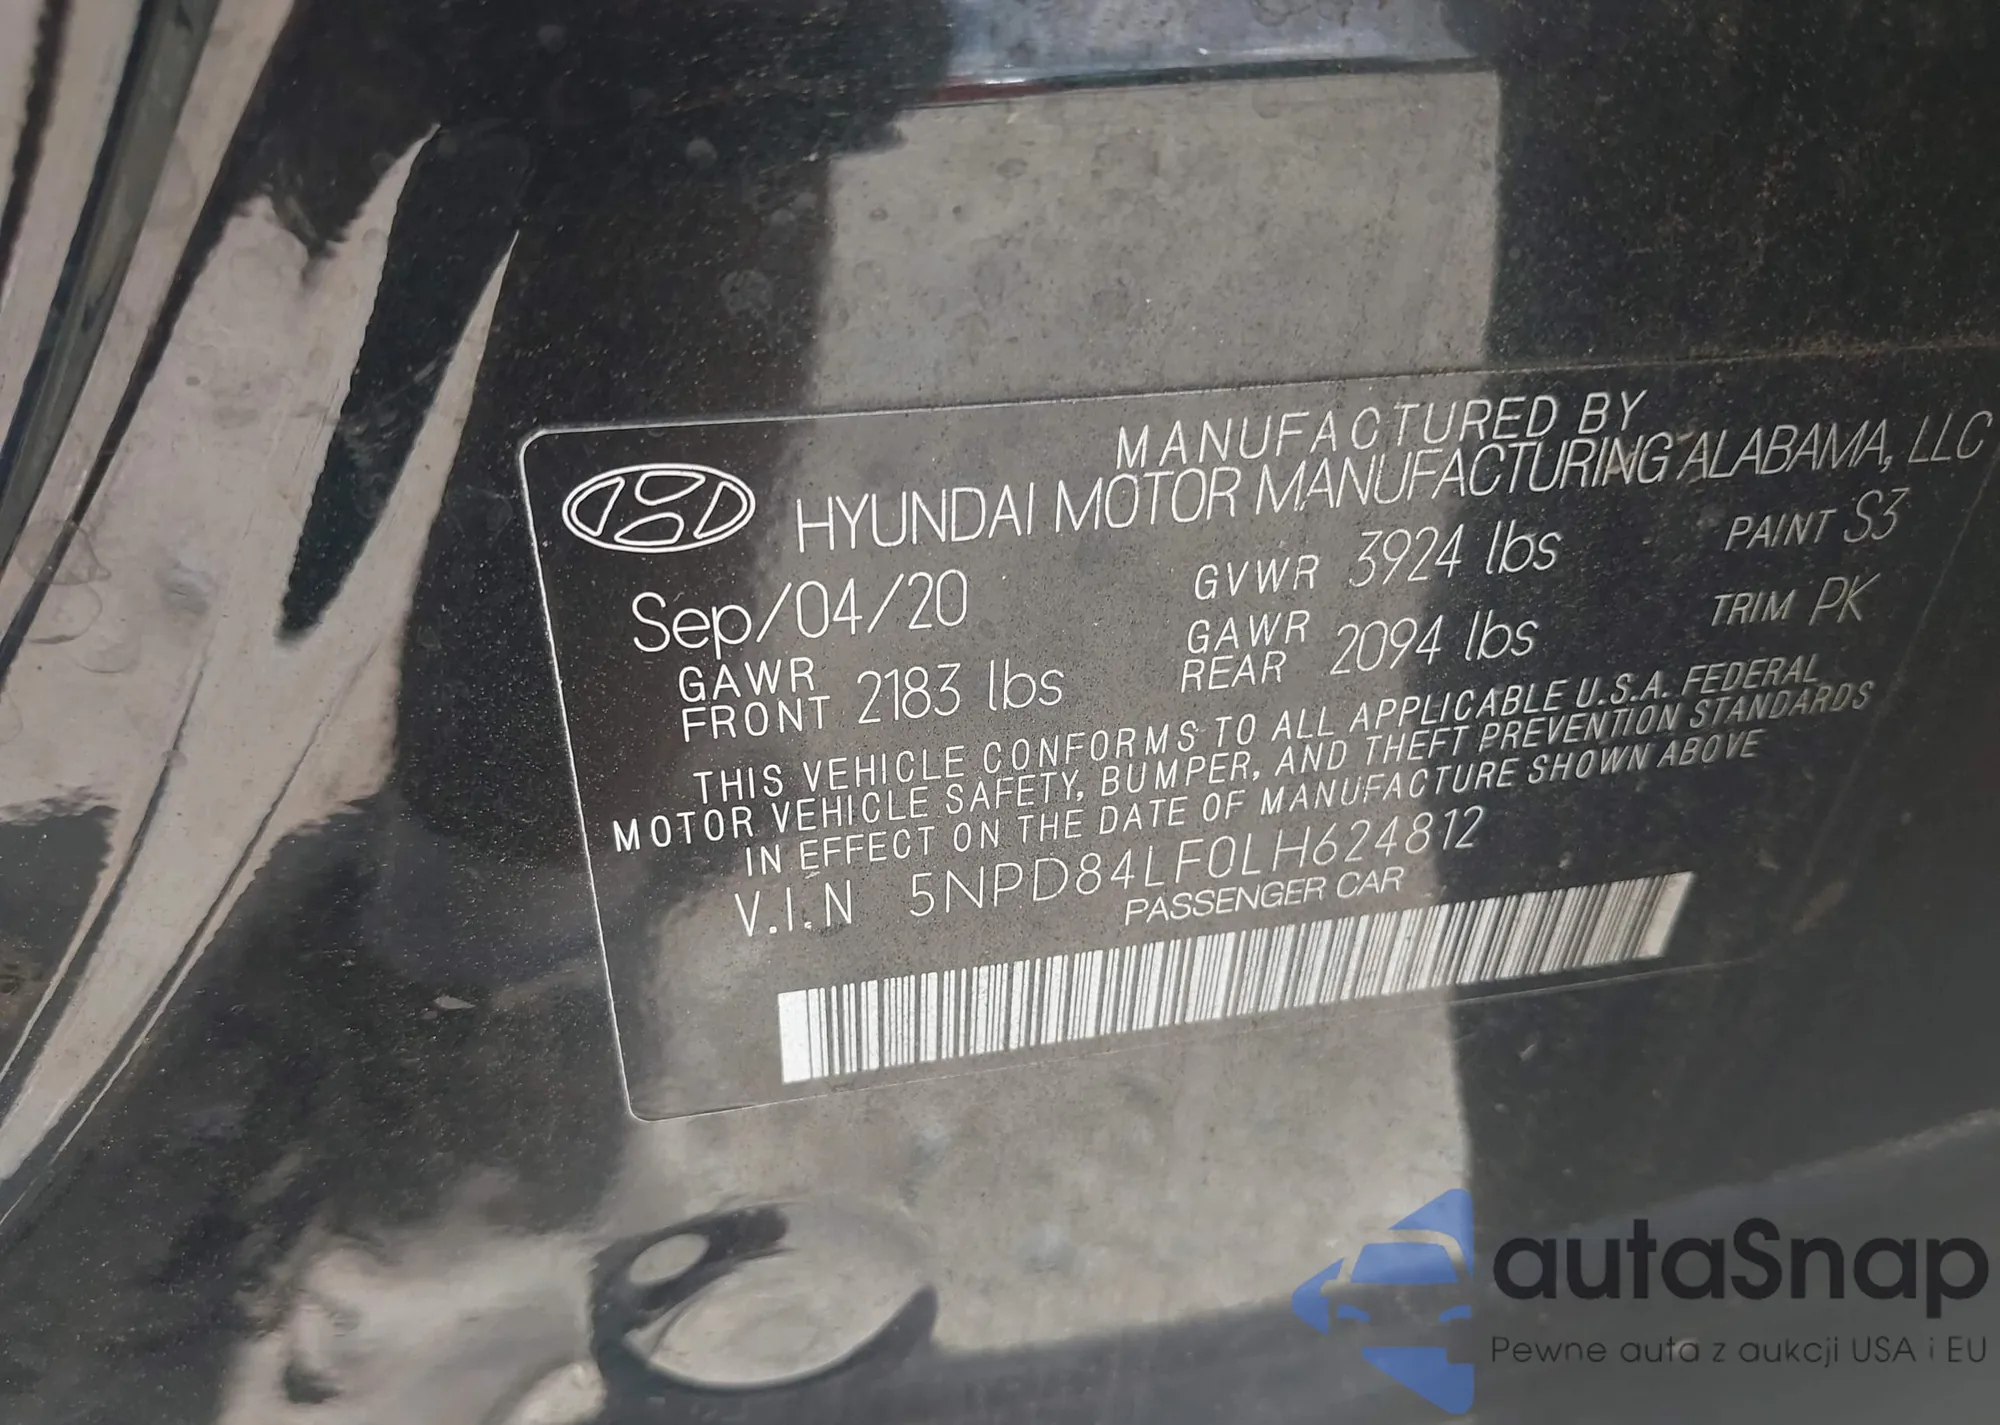 MANUFACTURED BY
HYUNDAI MOTOR MANUFACTURING ALABAMA, LLC
Sep/04/20
GVWR 3924 lbs
PAINT S3
GAWR FRONT 2183 lbs
GAWR REAR 2094 lbs
TRIM PK
THIS VEHICLE CONFORMS TO ALL APPLICABLE U.S.A. FEDERAL
MOTOR VEHICLE SAFETY, BUMPER, AND THEFT PREVENTION STANDARDS
IN EFFECT ON THE DATE OF MANUFACTURE SHOWN ABOVE
V.I.N 5NPD84LF0LH624812
PASSENGER CAR
autaSnap
Pewne auta z aukcji USA i EU